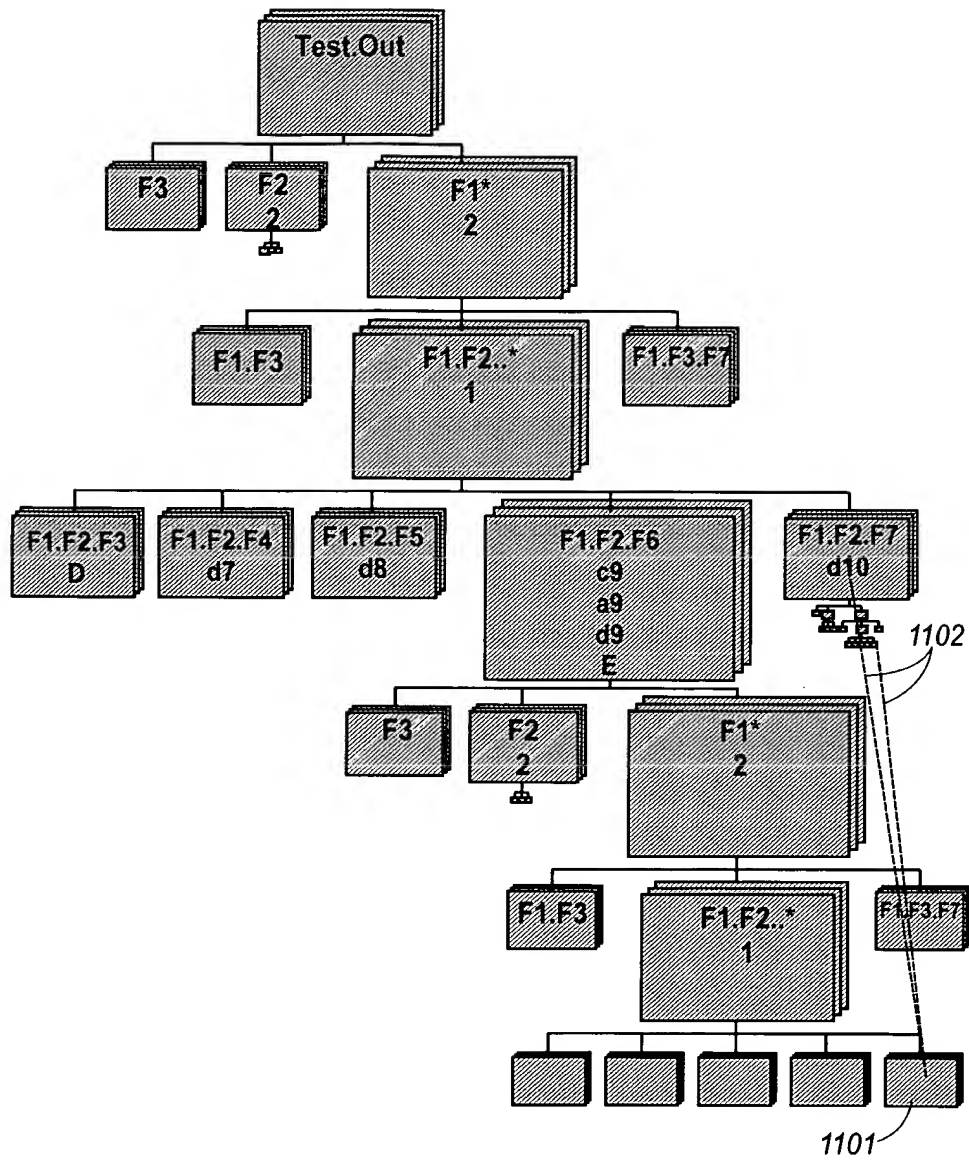 Test.Out
F3
F2
2
F1*
2
F1.F3
F1.F2..*
1
F1.F3.F7
F1.F2.F3
D
F1.F2.F4
d7
F1.F2.F5
d8
F1.F2.F6
c9
a9
d9
E
F1.F2.F7
d10
1102
F3
F2
2
F1*
2
F1.F3
F1.F2..*
1
F1.F3.F7
1101